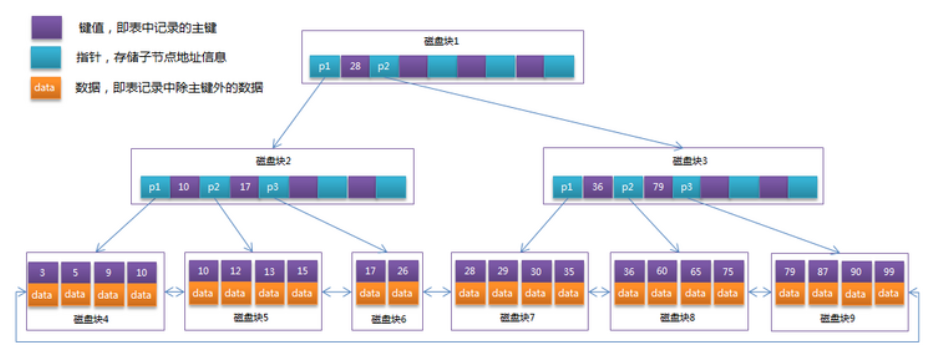 键值，即表中记录的主键
指针，存储子节点地址信息
data 数据，即表记录中除主键外的数据
磁盘块1
p1 28 p2
磁盘块2
p1 10 p2 17 p3
磁盘块3
p1 36 p2 79 p3
3 5 9 10
data data data data
磁盘块4
10 12 13 15
data data data data
磁盘块5
17 26
data data
磁盘块6
28 29 30 35
data data data data
磁盘块7
36 60 65 75
data data data data
磁盘块8
79 87 90 99
data data data data
磁盘块9